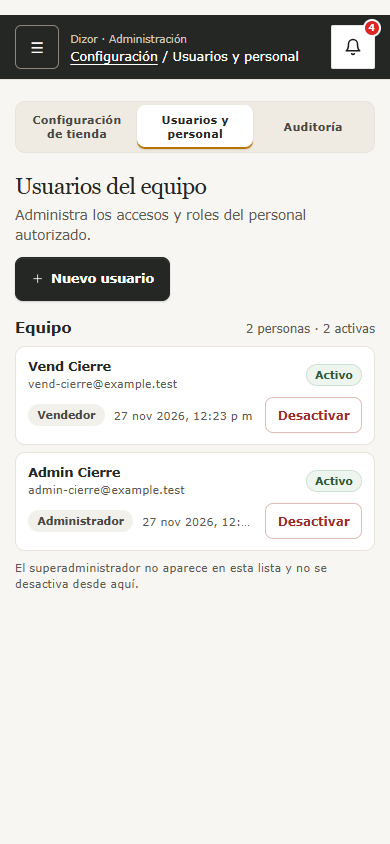 ☰
Dizor · Administración
Configuración / Usuarios y personal
4
Configuración
de tienda
Usuarios y
personal
Auditoría
Usuarios del equipo
Administra los accesos y roles del personal
autorizado.
+ Nuevo usuario
Equipo
2 personas · 2 activas
Vend Cierre
vend-cierre@example.test
Activo
Vendedor
27 nov 2026, 12:23 p m
Desactivar
Admin Cierre
admin-cierre@example.test
Activo
Administrador
27 nov 2026, 12:...
Desactivar
El superadministrador no aparece en esta lista y no se
desactiva desde aquí.